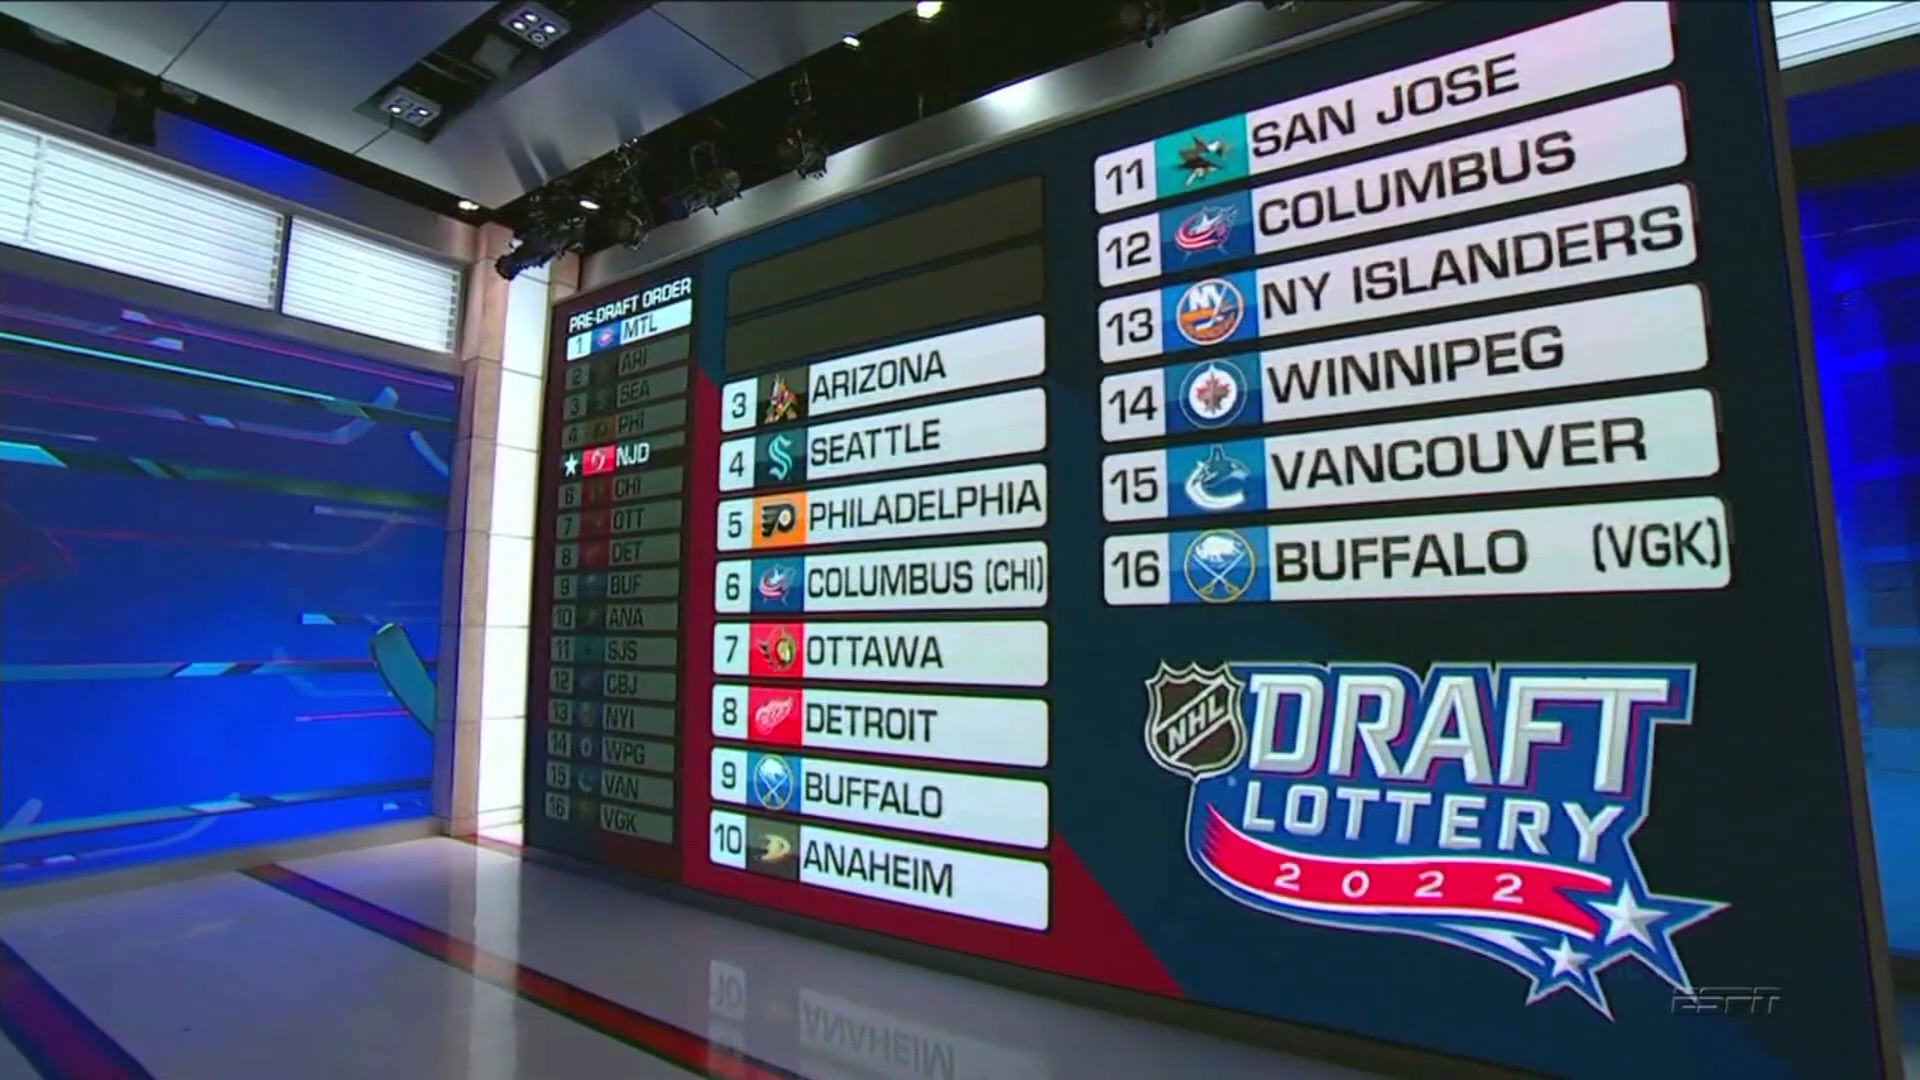 PRE-DRAFT ORDER
1 MTL
2 ARI
3 SEA
4 PHI
NJD
6 CHI
7 OTT
8 DET
9 BUF
10 ANA
11 SJS
12 CBJ
13 NYI
14 WPG
15 VAN
16 VGK
3 ARIZONA
4 SEATTLE
5 PHILADELPHIA
6 COLUMBUS (CHI)
7 OTTAWA
8 DETROIT
9 BUFFALO
10 ANAHEIM
11 SAN JOSE
12 COLUMBUS
13 NY NY ISLANDERS
14 WINNIPEG
15 VANCOUVER
16 BUFFALO (VGK)
NHL DRAFT
LOTTERY
2022
ESPN